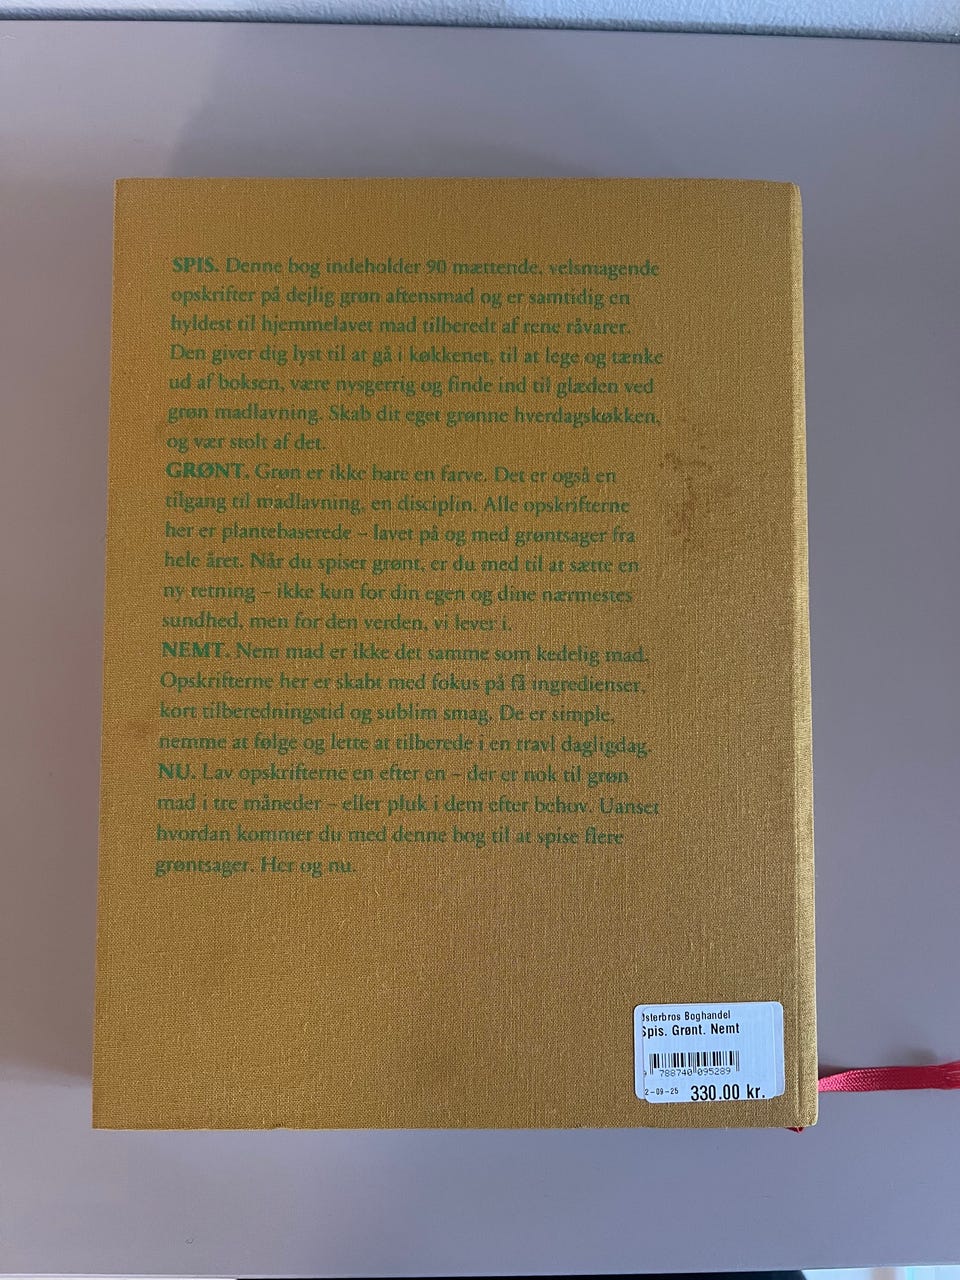 SPIS. Denne bog indeholder 90 mættende, velsmagende
opskrifter på dejlig grøn aftensmad og er samtidig en
hyldest til hjemmelavet mad tilberedt af rene råvarer.
Den giver dig lyst til at gå i køkkenet, til at lege og tænke
ud af boksen, være nysgerrig og finde ind til glæden ved
grøn madlavning. Skab dit eget grønne hverdagskøkken,
og vær stolt af det.
GRØNT. Grøn er ikke bare en farve. Det er også en
tilgang til madlavning, en disciplin. Alle opskrifterne
her er plantebaserede – lavet på og med grøntsager fra
hele året. Når du spiser grønt, er du med til at sætte en
ny retning – ikke kun for din egen og dine nærmestes
sundhed, men for den verden, vi lever i.
NEMT. Nem mad er ikke det samme som kedelig mad.
Opskrifterne her er skabt med fokus på få ingredienser,
kort tilberedningstid og sublim smag. De er simple,
nemme at følge og lette at tilberede i en travl dagligdag.
NU. Lav opskrifterne en efter en – der er nok til grøn
mad i tre måneder – eller pluk i dem efter behov. Uanset
hvordan kommer du med denne bog til at spise flere
grøntsager. Her og nu.
Østerbros Boghandel
Spis. Grønt. Nemt
9 788740 095289
2-09-25 330.00 kr.